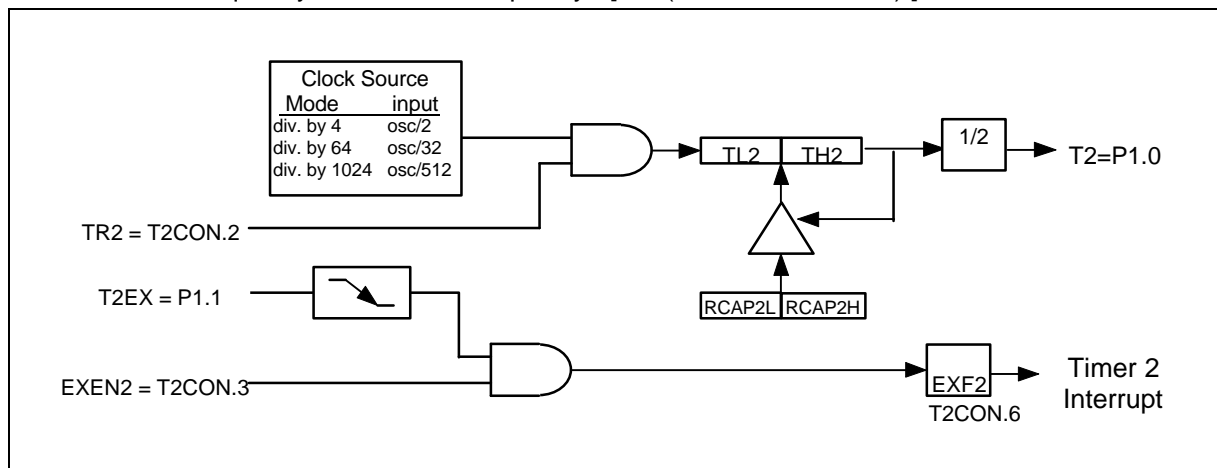 Clock Source
Mode input
div. by 4 osc/2
div. by 64 osc/32
div. by 1024 osc/512
TL2 TH2
1/2
T2=P1.0
TR2 = T2CON.2
T2EX = P1.1
RCAP2L RCAP2H
EXEN2 = T2CON.3
EXF2
T2CON.6
Timer 2
Interrupt